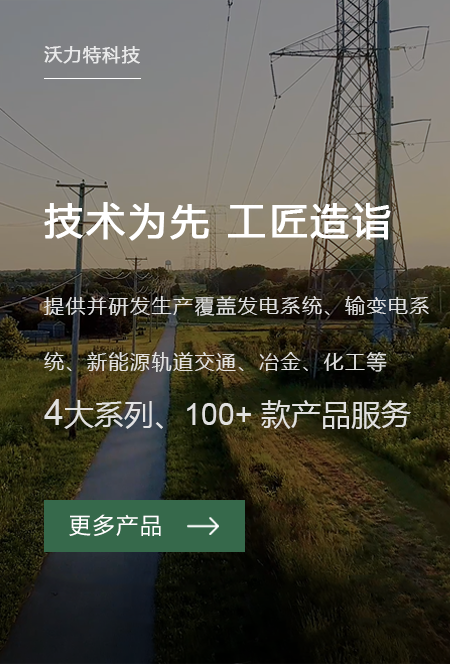 沃力特科技
技术为先 工匠造诣
提供并研发生产覆盖发电系统、输变电系
统、新能源轨道交通、冶金、化工等
4大系列、100+ 款产品服务
更多产品